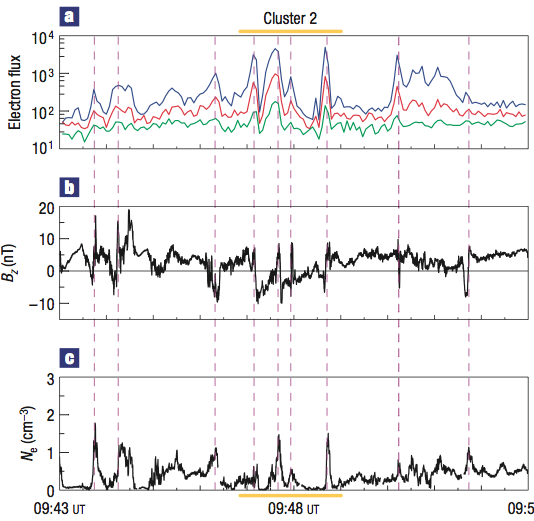 a
Cluster 2
Electron flux
10⁴
10³
10²
10¹
b
B_z (nT)
20
10
0
−10
c
N_e (cm⁻³)
3
2
1
0
09:43 UT
09:48 UT
09:5